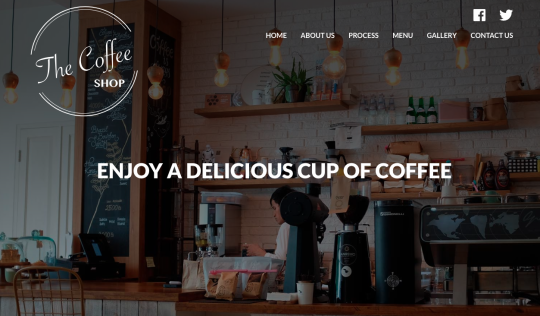 The Coffee
SHOP
HOME ABOUT US PROCESS MENU GALLERY CONTACT US
ENJOY A DELICIOUS CUP OF COFFEE